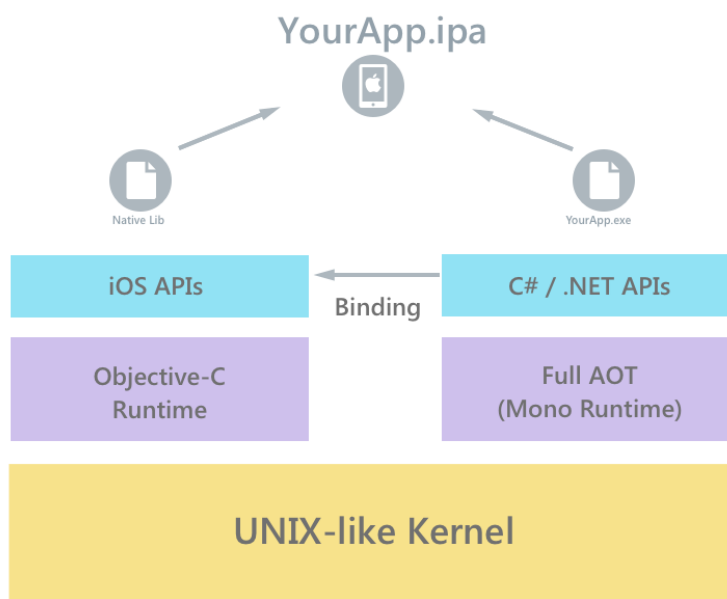 YourApp.ipa
Native Lib
YourApp.exe
iOS APIs
Binding
C# / .NET APIs
Objective-C
Runtime
Full AOT
(Mono Runtime)
UNIX-like Kernel